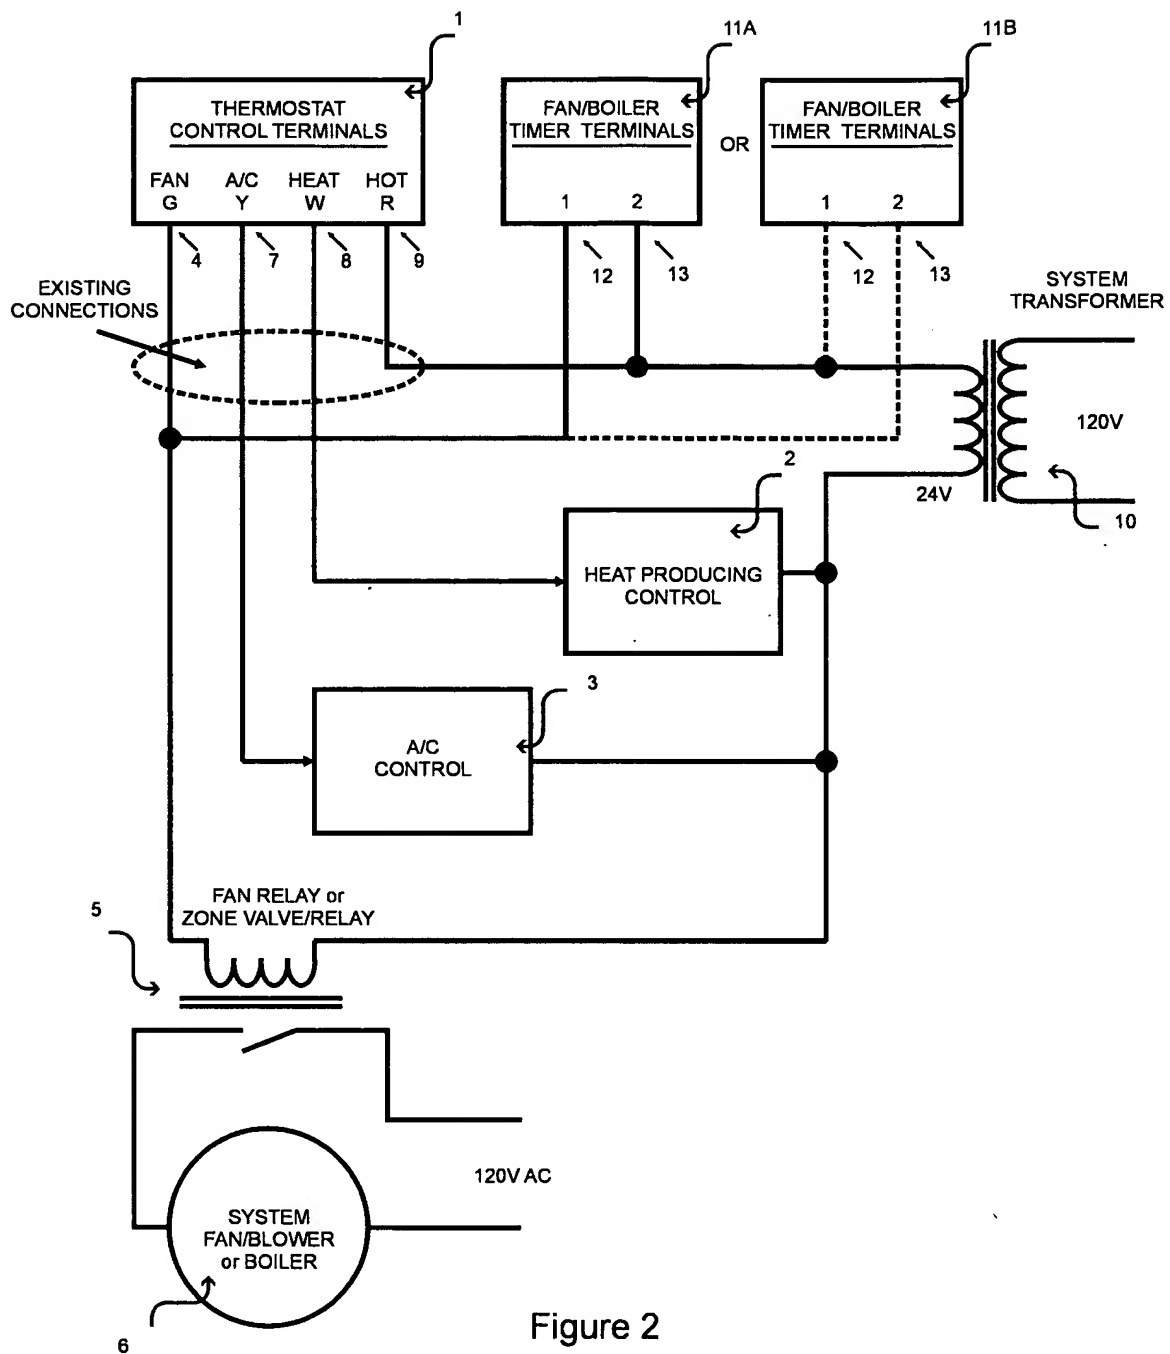 1
11A
11B
THERMOSTAT
CONTROL TERMINALS
FAN A/C HEAT HOT
G Y W R
FAN/BOILER
TIMER TERMINALS
1 2
OR
FAN/BOILER
TIMER TERMINALS
1 2
4 7 8 9
12 13
12 13
EXISTING
CONNECTIONS
SYSTEM
TRANSFORMER
120V
24V
10
2
HEAT PRODUCING
CONTROL
3
A/C
CONTROL
FAN RELAY or
ZONE VALVE/RELAY
5
120V AC
SYSTEM
FAN/BLOWER
or BOILER
6
Figure 2